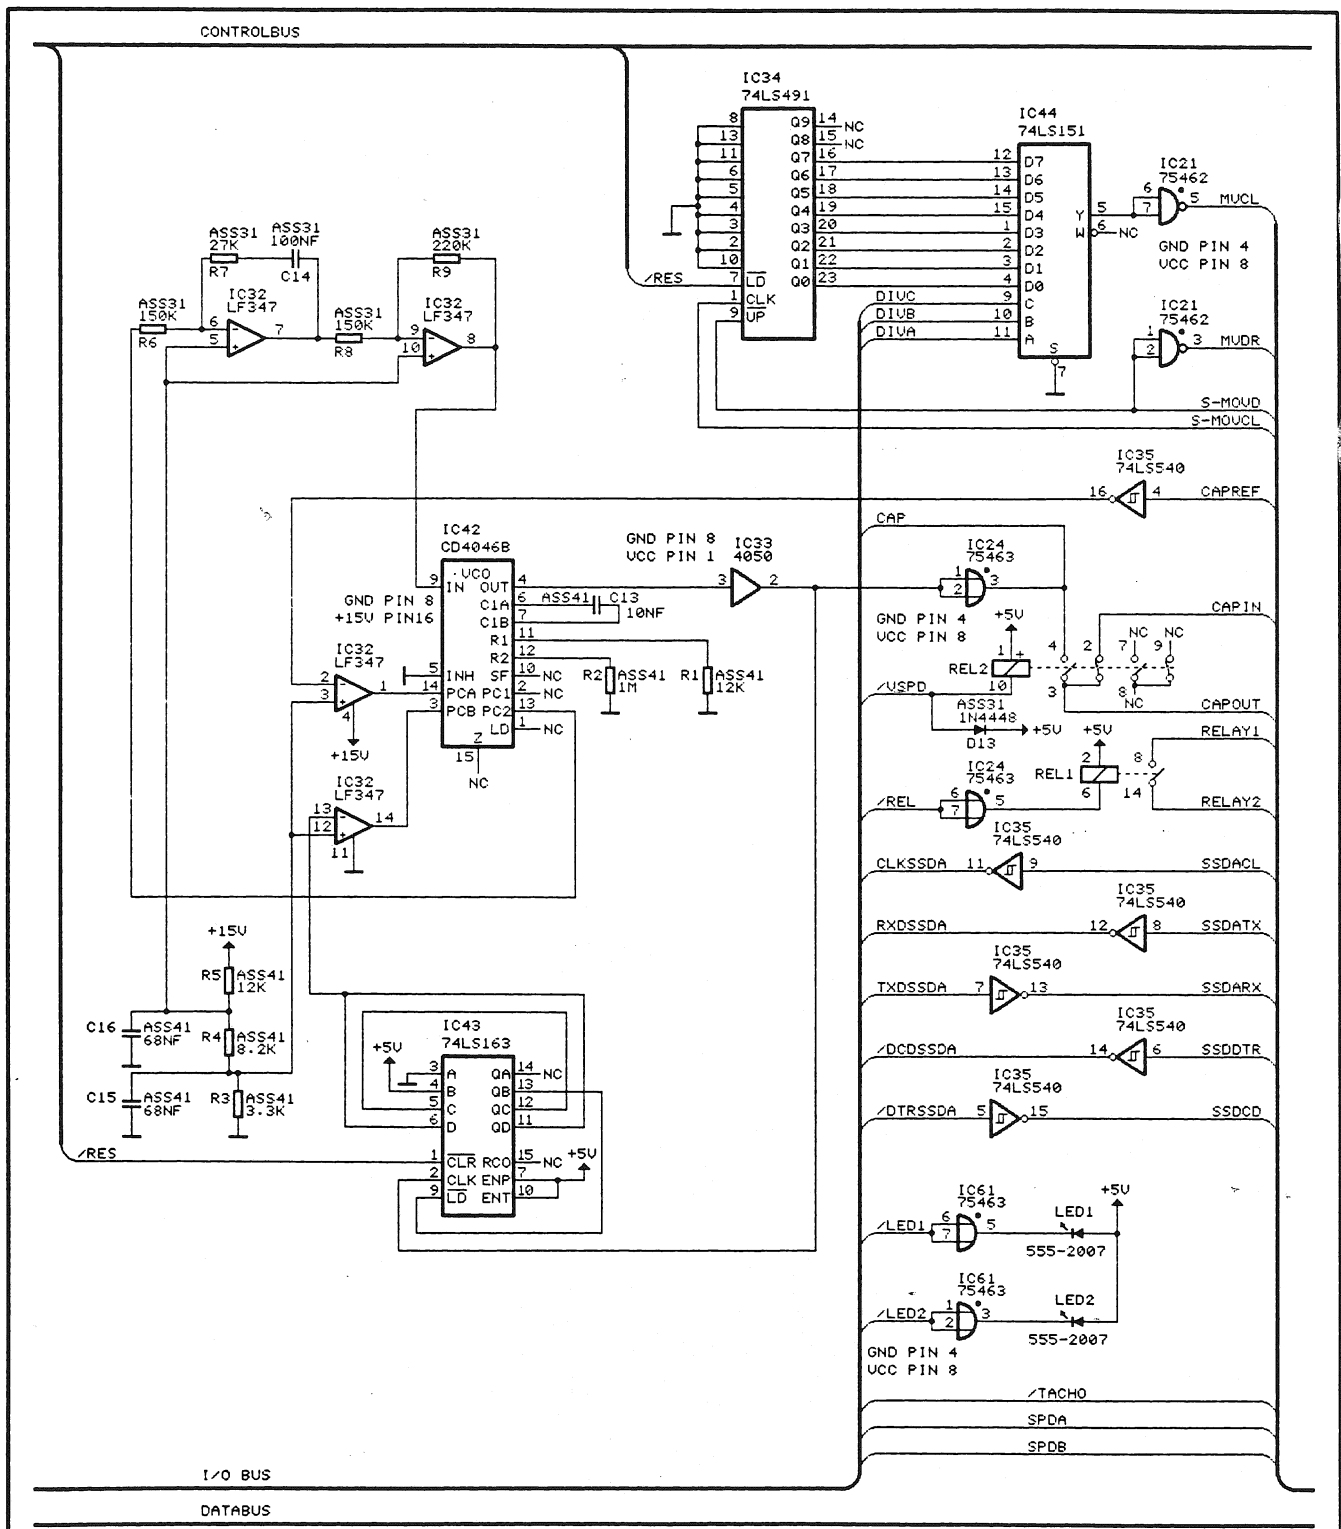 CONTROLBUS
IC34
74LS491
8
13
11
6
5
4
3
2
10
7 LD
1 CLK
9 UP
Q9 14 NC
Q8 15 NC
Q7 16
Q6 17
Q5 18
Q4 19
Q3 20
Q2 21
Q1 22
Q0 23
/RES
IC44
74LS151
12 D7
13 D6
14 D5
15 D4
1 D3
2 D2
3 D1
4 D0
DIVC 9 C
DIVB 10 B
DIVA 11 A
Y 5
W 6 NC
S
7
IC21
75462
6
7
5 MVCL
GND PIN 4
VCC PIN 8
IC21
75462
1
2
3 MVDR
S-MOVD
S-MOVCL
ASS31
27K
R7
ASS31
100NF
C14
ASS31
220K
R9
ASS31
150K
R6
IC32
LF347
6 -
5 +
7
ASS31
150K
R8
IC32
LF347
9 -
10 +
8
IC35
74LS540
16 4 CAPREF
CAP
IC42
CD4046B
VCO
9 IN OUT 4
C1A 6
C1B 7
R1 11
R2 12
5 INH SF 10 NC
14 PCA PC1 2 NC
3 PCB PC2 13
LD 1 NC
Z
15
NC
GND PIN 8
+15V PIN16
ASS41 C13
10NF
R2 ASS41
1M
R1 ASS41
12K
GND PIN 8
VCC PIN 1
IC33
4050
3 2
IC24
75463
1
2
3
GND PIN 4
VCC PIN 8
+5V
1 +
REL2
10
4
2
NC
7
NC
9
3
8
NC
CAPIN
CAPOUT
/VSPD
ASS31
1N4448
D13
+5V
IC32
LF347
2 -
3 +
1
4
+15V
IC32
LF347
13 -
12 +
14
11
+5V
2
REL1
6
8
14
RELAY1
RELAY2
IC24
75463
/REL 6
7
5
IC35
74LS540
CLKSSDA 11 9 SSDACL
IC35
74LS540
RXDSSDA 12 8 SSDATX
IC35
74LS540
TXDSSDA 7 13 SSDARX
IC35
74LS540
/DCDSSDA 14 6 SSDDTR
IC35
74LS540
/DTRSSDA 5 15 SSDCD
+15V
R5 ASS41
12K
C16 ASS41
68NF
R4 ASS41
8.2K
C15 ASS41
68NF
R3 ASS41
3.3K
IC43
74LS163
+5V
3 A QA 14 NC
4 B QB 13
5 C QC 12
6 D QD 11
/RES
1 CLR RCO 15 NC
2 CLK ENP 7
9 LD ENT 10
+5V
IC61
75463
/LED1 6
7
5
LED1
555-2007
+5V
IC61
75463
/LED2 1
2
3
LED2
555-2007
GND PIN 4
VCC PIN 8
/TACHO
SPDA
SPDB
I/O BUS
DATABUS